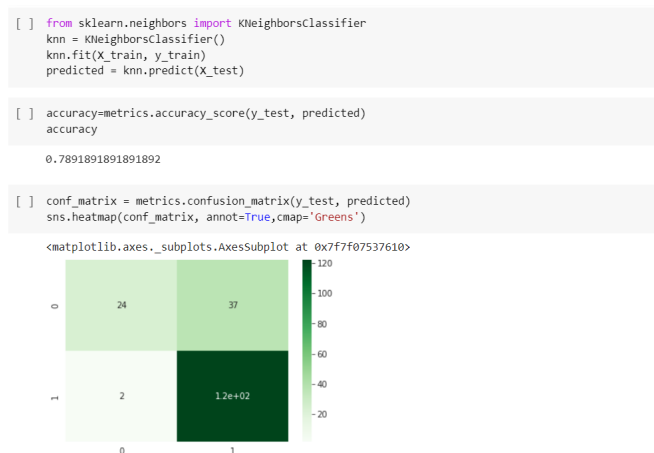 [ ] from sklearn.neighbors import KNeighborsClassifier
knn = KNeighborsClassifier()
knn.fit(X_train, y_train)
predicted = knn.predict(X_test)
[ ] accuracy=metrics.accuracy_score(y_test, predicted)
accuracy
0.7891891891891892
[ ] conf_matrix = metrics.confusion_matrix(y_test, predicted)
sns.heatmap(conf_matrix, annot=True,cmap='Greens')
<matplotlib.axes._subplots.AxesSubplot at 0x7f7f07537610>
120
100
80
60
40
20
0
24 37
1
2 1.2e+02
0 1